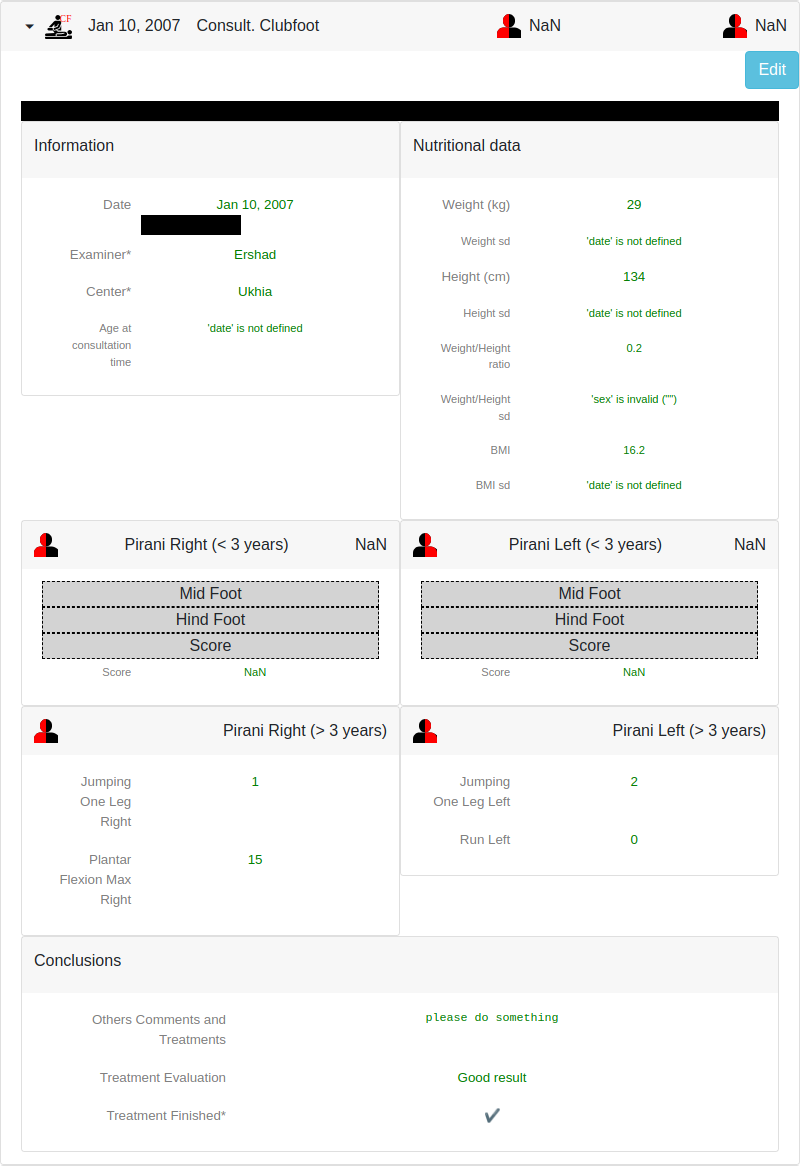 CF
Jan 10, 2007 Consult. Clubfoot NaN NaN
Edit
Information
Date Jan 10, 2007
Examiner* Ershad
Center* Ukhia
Age at 'date' is not defined
consultation
time
Nutritional data
Weight (kg) 29
Weight sd 'date' is not defined
Height (cm) 134
Height sd 'date' is not defined
Weight/Height 0.2
ratio
Weight/Height 'sex' is invalid ("")
sd
BMI 16.2
BMI sd 'date' is not defined
Pirani Right (< 3 years) NaN
Mid Foot
Hind Foot
Score
Score NaN
Pirani Left (< 3 years) NaN
Mid Foot
Hind Foot
Score
Score NaN
Pirani Right (> 3 years)
Jumping 1
One Leg
Right
Plantar 15
Flexion Max
Right
Pirani Left (> 3 years)
Jumping 2
One Leg Left
Run Left 0
Conclusions
Others Comments and please do something
Treatments
Treatment Evaluation Good result
Treatment Finished* ✔